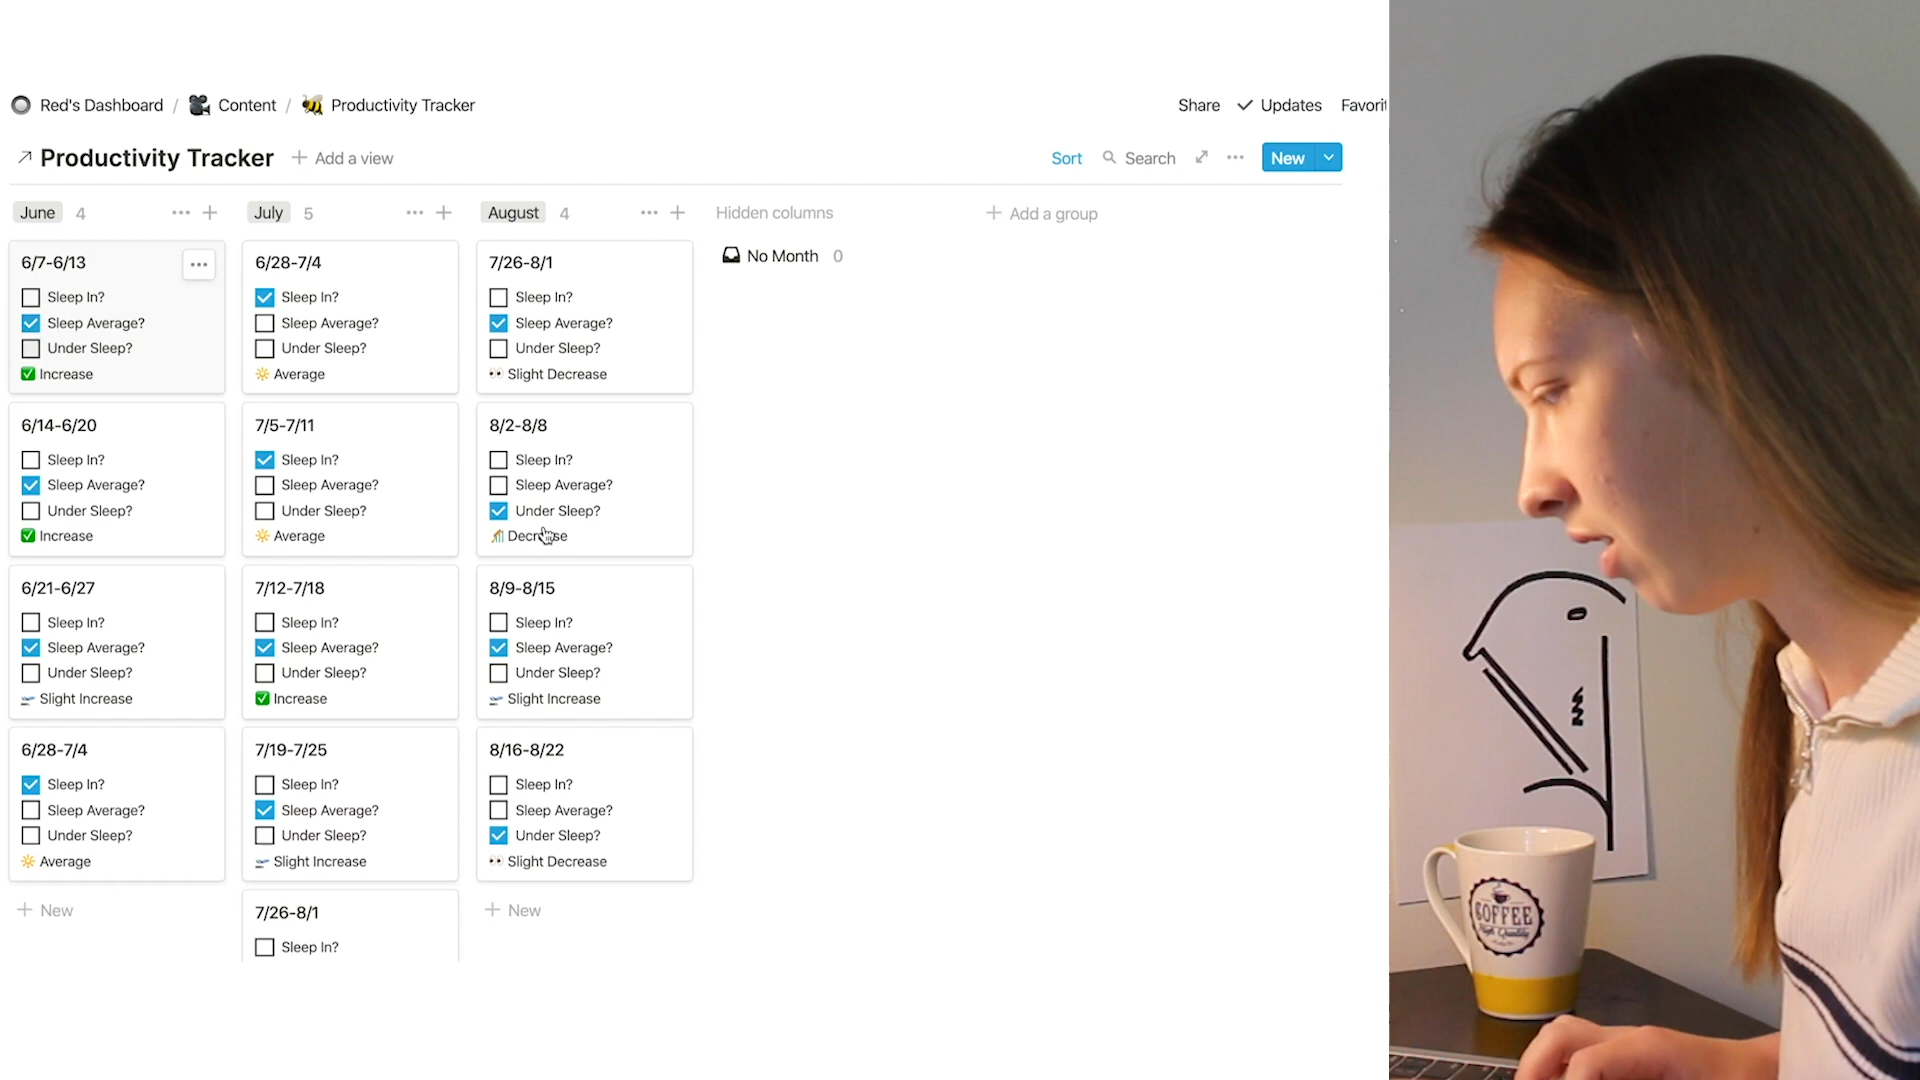 Red's Dashboard / Content / Productivity Tracker
Share Updates Favorit
Productivity Tracker + Add a view
Sort Search ... New
June 4 ... +
6/7-6/13 ...
Sleep In?
Sleep Average?
Under Sleep?
Increase
6/14-6/20
Sleep In?
Sleep Average?
Under Sleep?
Increase
6/21-6/27
Sleep In?
Sleep Average?
Under Sleep?
Slight Increase
6/28-7/4
Sleep In?
Sleep Average?
Under Sleep?
Average
+ New
July 5 ... +
6/28-7/4
Sleep In?
Sleep Average?
Under Sleep?
Average
7/5-7/11
Sleep In?
Sleep Average?
Under Sleep?
Average
7/12-7/18
Sleep In?
Sleep Average?
Under Sleep?
Increase
7/19-7/25
Sleep In?
Sleep Average?
Under Sleep?
Slight Increase
7/26-8/1
Sleep In?
August 4 ... +
7/26-8/1
Sleep In?
Sleep Average?
Under Sleep?
Slight Decrease
8/2-8/8
Sleep In?
Sleep Average?
Under Sleep?
Decrease
8/9-8/15
Sleep In?
Sleep Average?
Under Sleep?
Slight Increase
8/16-8/22
Sleep In?
Sleep Average?
Under Sleep?
Slight Decrease
+ New
Hidden columns
No Month 0
+ Add a group
COFFEE
High Quality